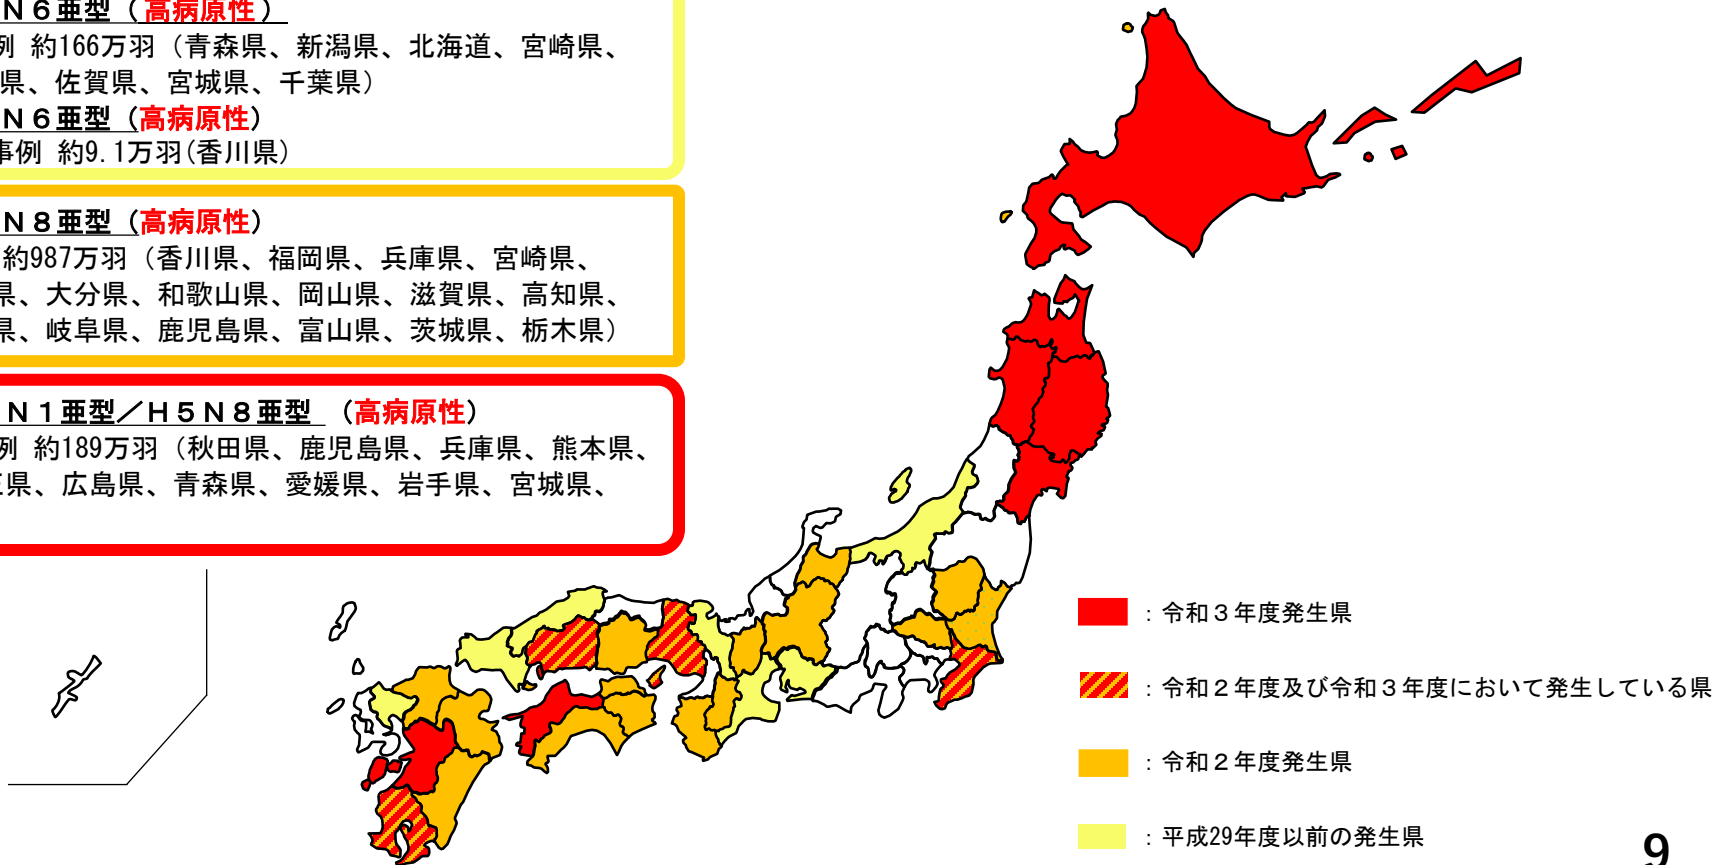 Ｎ６亜型（高病原性）
例 約166万羽（青森県、新潟県、北海道、宮崎県、
県、佐賀県、宮城県、千葉県）
Ｎ６亜型（高病原性）
事例 約9.1万羽(香川県）
Ｎ８亜型（高病原性）
約987万羽（香川県、福岡県、兵庫県、宮崎県、
県、大分県、和歌山県、岡山県、滋賀県、高知県、
県、岐阜県、鹿児島県、富山県、茨城県、栃木県）
Ｎ１亜型／Ｈ５Ｎ８亜型 （高病原性）
例 約189万羽（秋田県、鹿児島県、兵庫県、熊本県、
県、広島県、青森県、愛媛県、岩手県、宮城県、
：令和３年度発生県
：令和２年度及び令和３年度において発生している県
：令和２年度発生県
：平成29年度以前の発生県
9